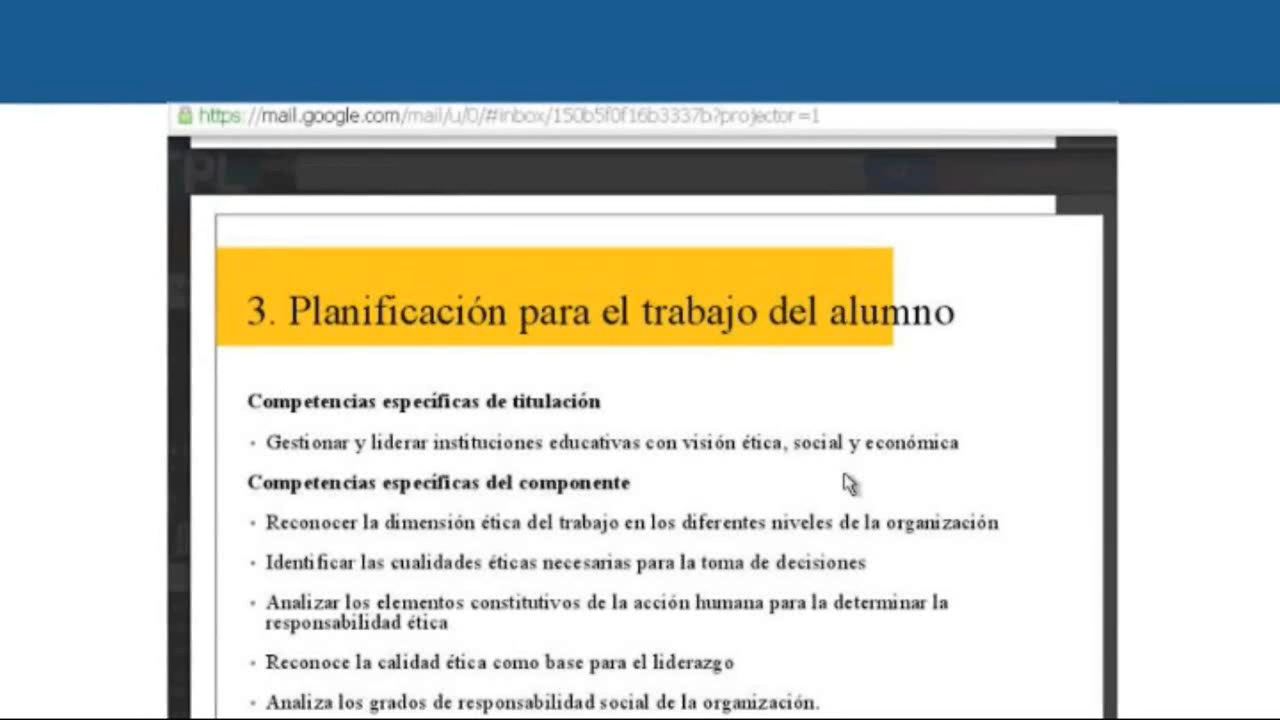 https://mail.google.com/mail/u/0/#inbox/150b5f0f16b3337b?projector=1
3. Planificación para el trabajo del alumno
Competencias específicas de titulación
• Gestionar y liderar instituciones educativas con visión ética, social y económica
Competencias específicas del componente
• Reconocer la dimensión ética del trabajo en los diferentes niveles de la organización
• Identificar las cualidades éticas necesarias para la toma de decisiones
• Analizar los elementos constitutivos de la acción humana para la determinar la
responsabilidad ética
• Reconoce la calidad ética como base para el liderazgo
• Analiza los grados de responsabilidad social de la organización.